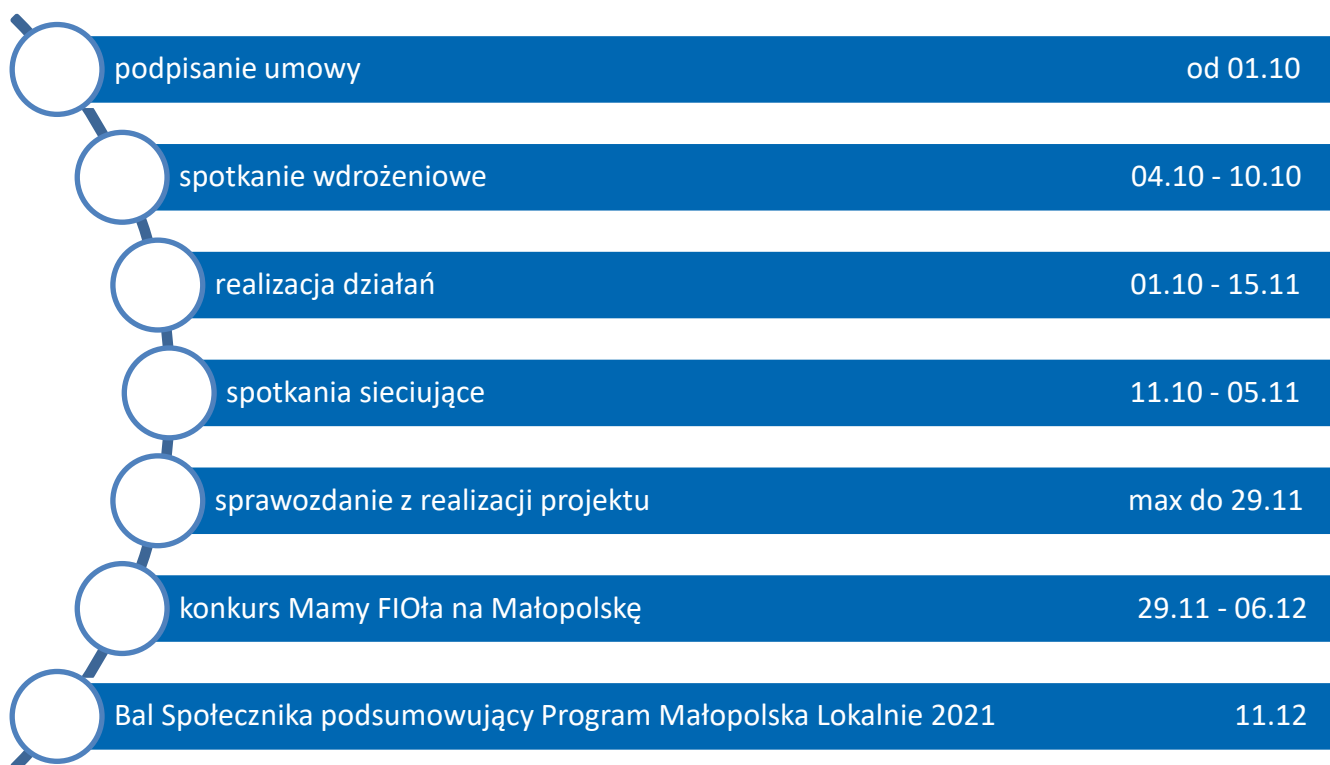 podpisanie umowy od 01.10
spotkanie wdrożeniowe 04.10 - 10.10
realizacja działań 01.10 - 15.11
spotkania sieciujące 11.10 - 05.11
sprawozdanie z realizacji projektu max do 29.11
konkurs Mamy FIOła na Małopolskę 29.11 - 06.12
Bal Społecznika podsumowujący Program Małopolska Lokalnie 2021 11.12